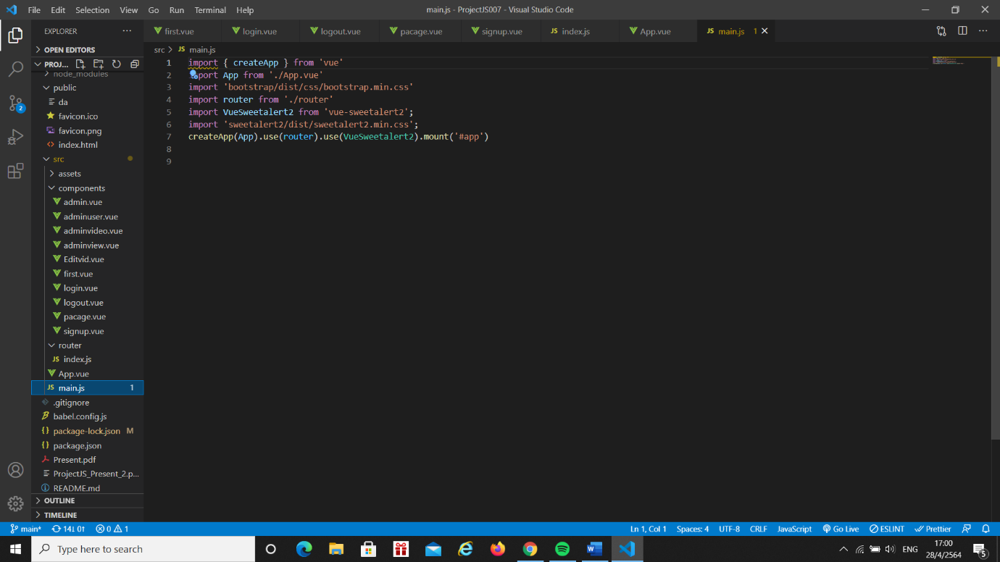 File Edit Selection View Go Run Terminal Help
main.js - ProjectJS007 - Visual Studio Code
EXPLORER
first.vue
login.vue
logout.vue
pacage.vue
signup.vue
JS index.js
App.vue
JS main.js 1
OPEN EDITORS
PROJ...
node_modules
public
da
favicon.ico
favicon.png
index.html
src
assets
components
admin.vue
adminuser.vue
adminvideo.vue
adminview.vue
Editvid.vue
first.vue
login.vue
logout.vue
pacage.vue
signup.vue
router
JS index.js
App.vue
JS main.js 1
.gitignore
babel.config.js
{} package-lock.json M
{} package.json
Present.pdf
ProjectJS_Present_2.p...
README.md
OUTLINE
TIMELINE
2
src > JS main.js
1 import { createApp } from 'vue'
2 import App from './App.vue'
3 import 'bootstrap/dist/css/bootstrap.min.css'
4 import router from './router'
5 import VueSweetalert2 from 'vue-sweetalert2';
6 import 'sweetalert2/dist/sweetalert2.min.css';
7 createApp(App).use(router).use(VueSweetalert2).mount('#app')
8
9
main* 14↓ 0↑ 0 1
Ln 1, Col 1 Spaces: 4 UTF-8 CRLF JavaScript Go Live ESLINT Prettier
Type here to search
ENG
17:00
28/4/2564
5